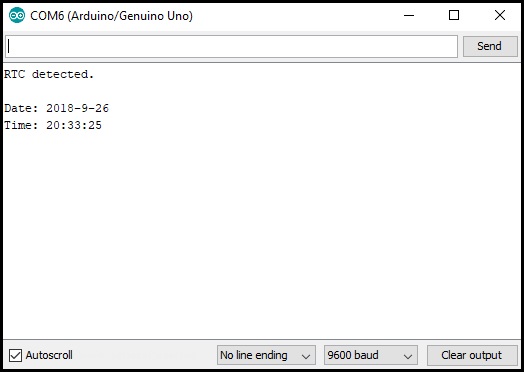 COM6 (Arduino/Genuino Uno)
Send
RTC detected.
Date: 2018-9-26
Time: 20:33:25
Autoscroll
No line ending
9600 baud
Clear output